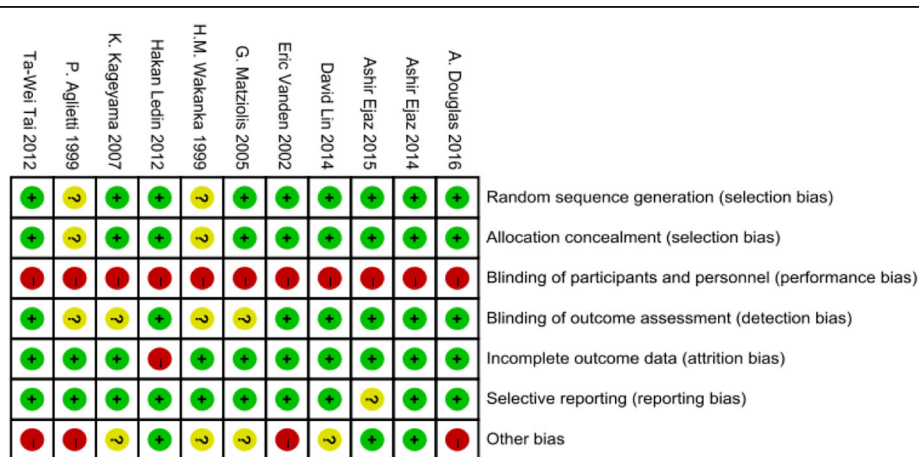 Ta-Wei Tai 2012
P. Aglietti 1999
K. Kageyama 2007
Hakan Ledin 2012
H.M. Wakanka 1999
G. Matziolis 2005
Eric Vanden 2002
David Lin 2014
Ashir Ejaz 2015
Ashir Ejaz 2014
A. Douglas 2016
+ ? + + ? + + + + + + Random sequence generation (selection bias)
+ ? + + ? + + + + + + Allocation concealment (selection bias)
– – – – – – – – – – – Blinding of participants and personnel (performance bias)
+ ? ? + ? ? + + + + + Blinding of outcome assessment (detection bias)
+ + + – + + + + + + + Incomplete outcome data (attrition bias)
+ + + + + + + + ? + + Selective reporting (reporting bias)
– – ? + ? ? – ? + + – Other bias